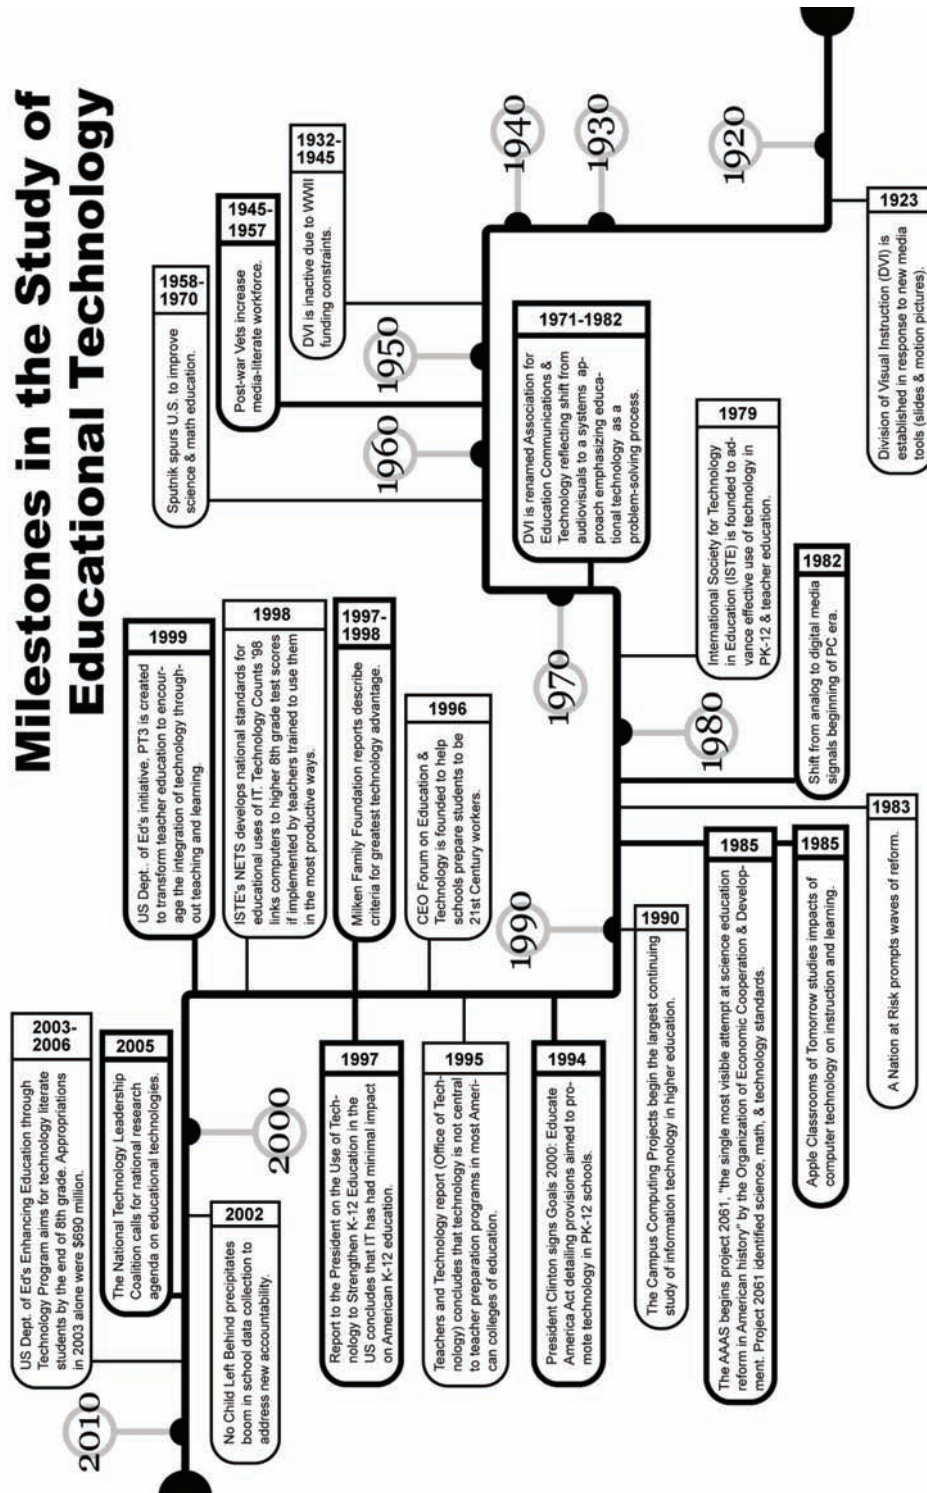 Milestones in the Study of
Educational Technology
2003-
2006
US Dept. of Ed's Enhancing Education through
Technology Program aims for technology literate
students by the end of 8th grade. Appropriations
in 2003 alone were $690 million.
2005
The National Technology Leadership
Coalition calls for national research
agenda on educational technologies.
2010
2000
2002
No Child Left Behind precipitates
boom in school data collection to
address new accountability.
1999
US Dept.. of Ed's initiative, PT3 is created
to transform teacher education to encour-
age the integration of technology through-
out teaching and learning.
1998
ISTE's NETS develops national standards for
educational uses of IT. Technology Counts '98
links computers to higher 8th grade test scores
if implemented by teachers trained to use them
in the most productive ways.
1997-
1998
Milken Family Foundation reports describe
criteria for greatest technology advantage.
1996
CEO Forum on Education &
Technology is founded to help
schools prepare students to be
21st Century workers.
1997
Report to the President on the Use of Tech-
nology to Strengthen K-12 Education in the
US concludes that IT has had minimal impact
on American K-12 education.
1995
Teachers and Technology report (Office of Tech-
nology) concludes that technology is not central
to teacher preparation programs in most Ameri-
can colleges of education.
1994
President Clinton signs Goals 2000: Educate
America Act detailing provisions aimed to pro-
mote technology in PK-12 schools.
1990
1990
The Campus Computing Projects begin the largest continuing
study of information technology in higher education.
1985
The AAAS begins project 2061, "the single most visible attempt at science education
reform in American history" by the Organization of Economic Cooperation & Develop-
ment. Project 2061 identified science, math, & technology standards.
1985
Apple Classrooms of Tomorrow studies impacts of
computer technology on instruction and learning.
1983
A Nation at Risk prompts waves of reform.
1980
1982
Shift from analog to digital media
signals beginning of PC era.
1979
International Society for Technology
in Education (ISTE) is founded to ad-
vance effective use of technology in
PK-12 & teacher education.
1970
1971-1982
DVI is renamed Association for
Education Communications &
Technology reflecting shift from
audiovisuals to a systems ap-
proach emphasizing educa-
tional technology as a
problem-solving process.
1958-
1970
Sputnik spurs U.S. to improve
science & math education.
1945-
1957
Post-war Vets increase
media-literate workforce.
1932-
1945
DVI is inactive due to WWII
funding constraints.
1960
1950
1940
1930
1920
1923
Division of Visual Instruction (DVI) is
established in response to new media
tools (slides & motion pictures).